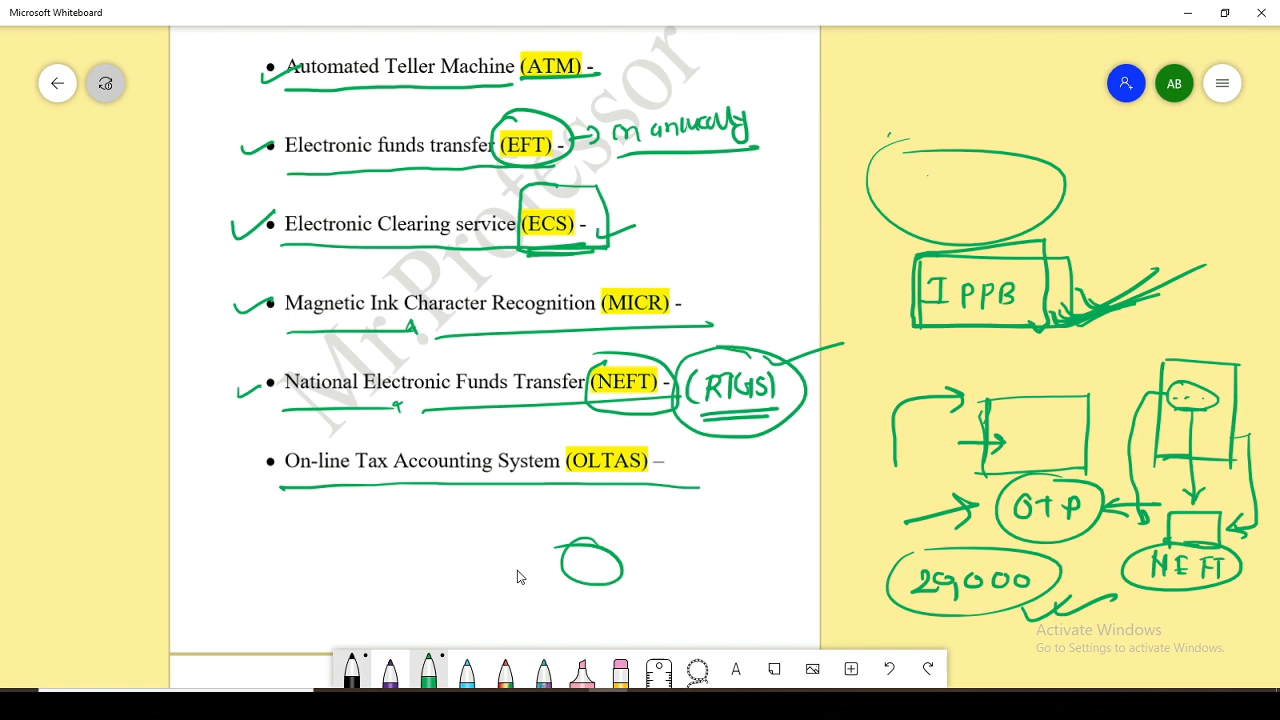 Microsoft Whiteboard
• Automated Teller Machine (ATM) -
• Electronic funds transfer (EFT) - → manually
• Electronic Clearing service (ECS) -
• Magnetic Ink Character Recognition (MICR) -
• National Electronic Funds Transfer (NEFT) - (RTGS)
• On-line Tax Accounting System (OLTAS) –
Mr.Professor
AB
IPPB
OTP
NEFT
29000
Activate Windows
Go to Settings to activate Windows.
A